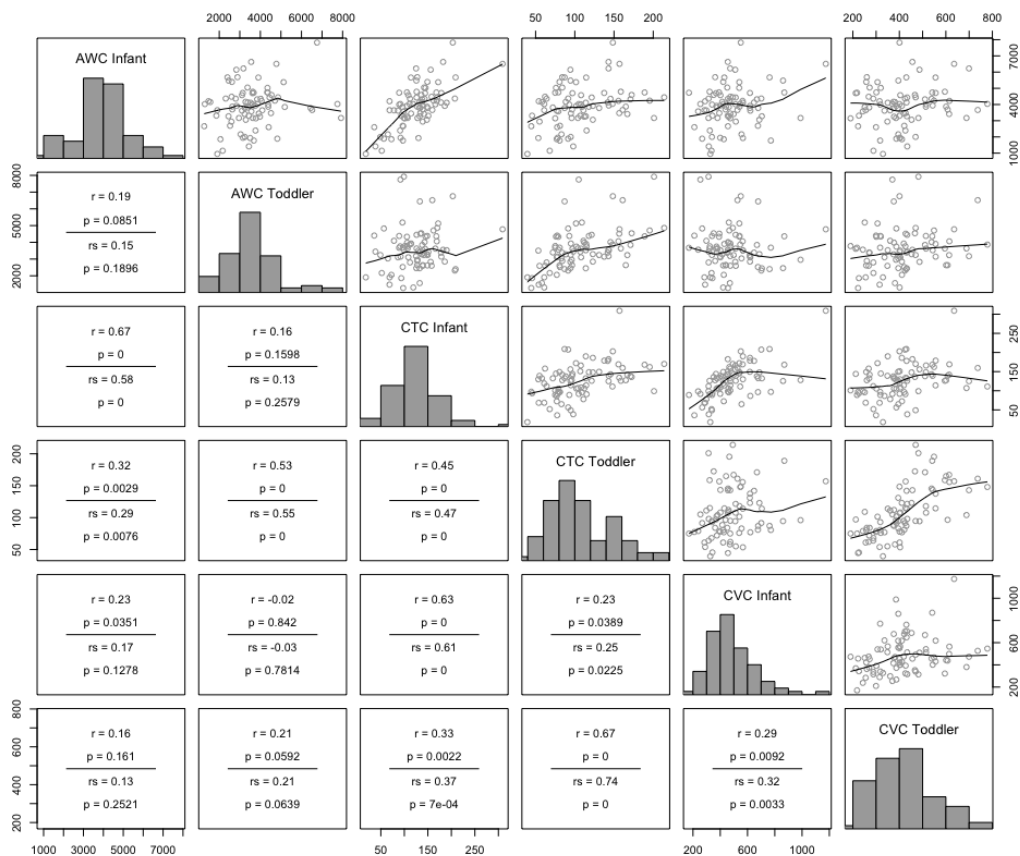 2000 4000 6000 8000
50 100 150 200
200 400 600 800
AWC Infant
1000 4000 7000
2000 5000 8000
r = 0.19
p = 0.0851
rs = 0.15
p = 0.1896
AWC Toddler
r = 0.67
p = 0
rs = 0.58
p = 0
r = 0.16
p = 0.1598
rs = 0.13
p = 0.2579
CTC Infant
50 150 250
50 100 150 200
r = 0.32
p = 0.0029
rs = 0.29
p = 0.0076
r = 0.53
p = 0
rs = 0.55
p = 0
r = 0.45
p = 0
rs = 0.47
p = 0
CTC Toddler
r = 0.23
p = 0.0351
rs = 0.17
p = 0.1278
r = -0.02
p = 0.842
rs = -0.03
p = 0.7814
r = 0.63
p = 0
rs = 0.61
p = 0
r = 0.23
p = 0.0389
rs = 0.25
p = 0.0225
CVC Infant
200 600 1000
200 400 600 800
r = 0.16
p = 0.161
rs = 0.13
p = 0.2521
r = 0.21
p = 0.0592
rs = 0.21
p = 0.0639
r = 0.33
p = 0.0022
rs = 0.37
p = 7e-04
r = 0.67
p = 0
rs = 0.74
p = 0
r = 0.29
p = 0.0092
rs = 0.32
p = 0.0033
CVC Toddler
1000 3000 5000 7000
50 150 250
200 600 1000